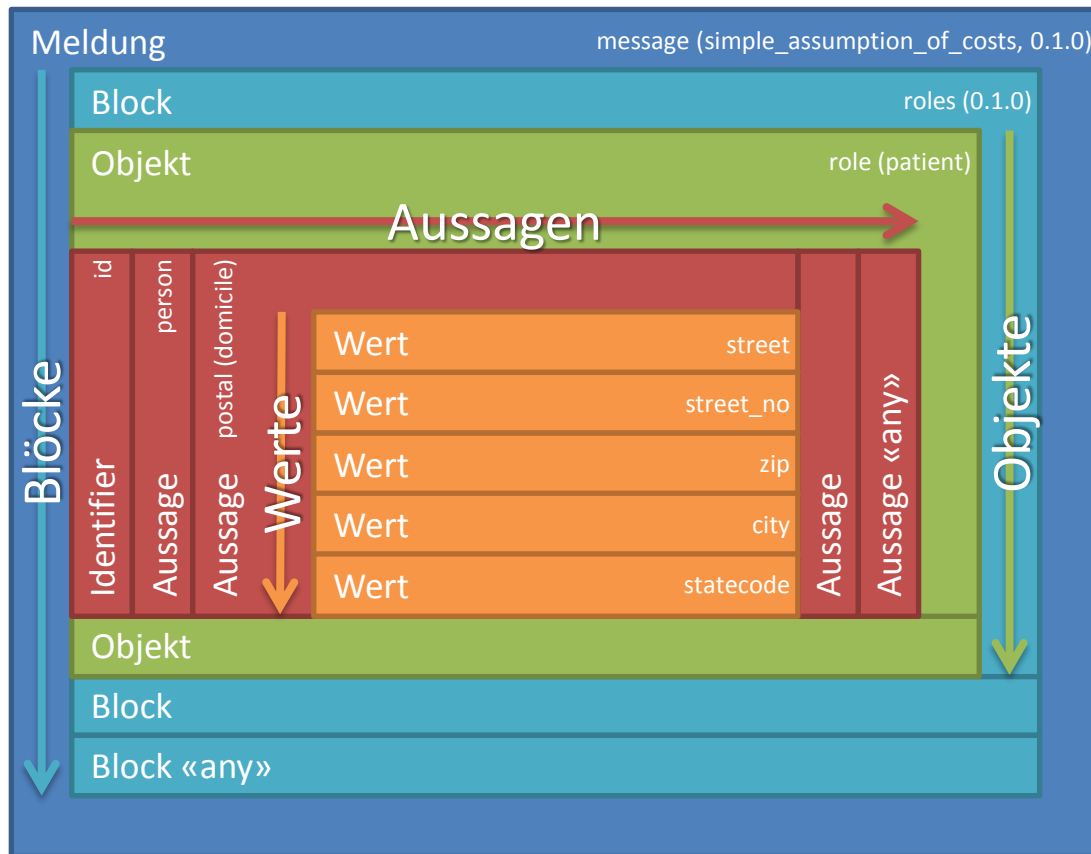 Meldung
message (simple_assumption_of_costs, 0.1.0)
Block
roles (0.1.0)
Objekt
role (patient)
Aussagen
Blöcke
Identifier
id
Aussage
person
Aussage
postal (domicile)
Werte
Wert
street
Wert
street_no
Wert
zip
Wert
city
Wert
statecode
Aussage
Aussage «any»
Objekte
Objekt
Block
Block «any»